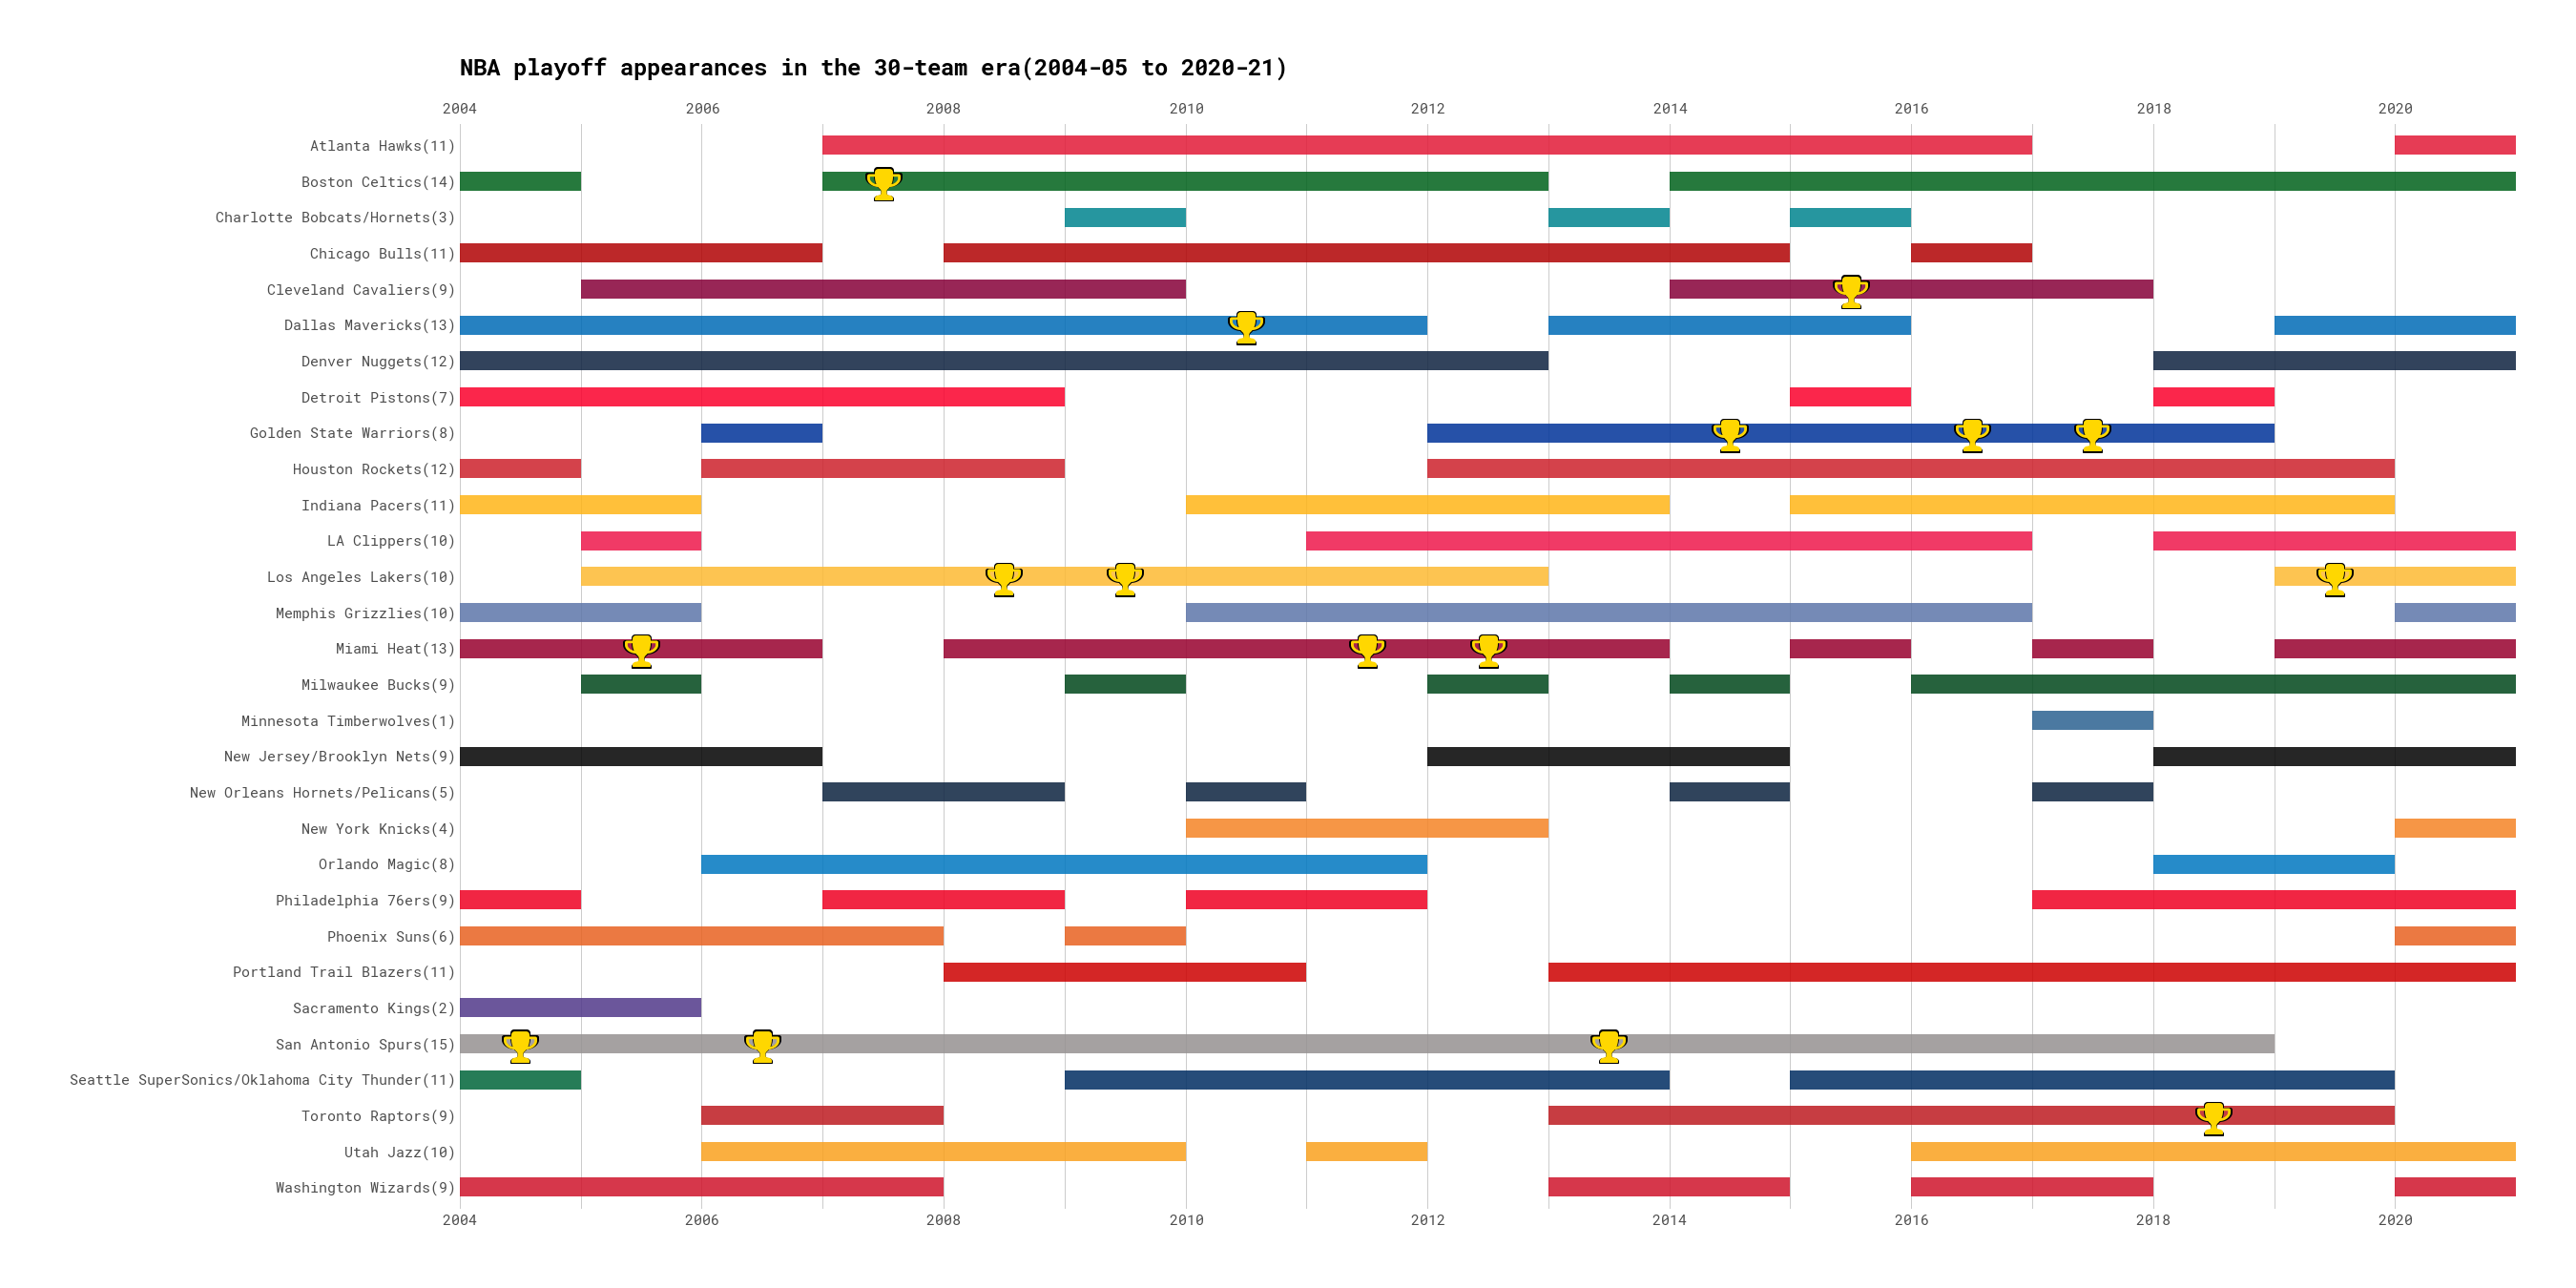 NBA playoff appearances in the 30-team era(2004-05 to 2020-21)
2004 2006 2008 2010 2012 2014 2016 2018 2020
Atlanta Hawks(11)
Boston Celtics(14)
Charlotte Bobcats/Hornets(3)
Chicago Bulls(11)
Cleveland Cavaliers(9)
Dallas Mavericks(13)
Denver Nuggets(12)
Detroit Pistons(7)
Golden State Warriors(8)
Houston Rockets(12)
Indiana Pacers(11)
LA Clippers(10)
Los Angeles Lakers(10)
Memphis Grizzlies(10)
Miami Heat(13)
Milwaukee Bucks(9)
Minnesota Timberwolves(1)
New Jersey/Brooklyn Nets(9)
New Orleans Hornets/Pelicans(5)
New York Knicks(4)
Orlando Magic(8)
Philadelphia 76ers(9)
Phoenix Suns(6)
Portland Trail Blazers(11)
Sacramento Kings(2)
San Antonio Spurs(15)
Seattle SuperSonics/Oklahoma City Thunder(11)
Toronto Raptors(9)
Utah Jazz(10)
Washington Wizards(9)
2004 2006 2008 2010 2012 2014 2016 2018 2020